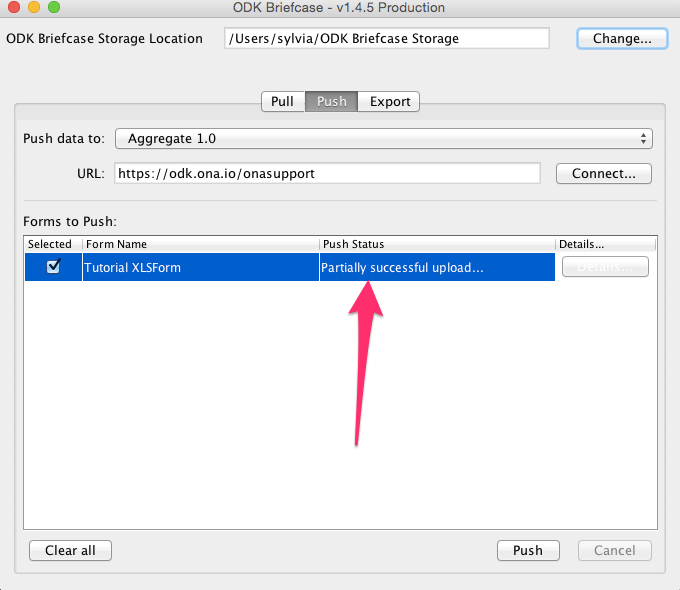 ODK Briefcase - v1.4.5 Production
ODK Briefcase Storage Location /Users/sylvia/ODK Briefcase Storage Change...
Pull Push Export
Push data to: Aggregate 1.0
URL: https://odk.ona.io/onasupport Connect...
Forms to Push:
Selected Form Name Push Status Details...
Tutorial XLSForm Partially successful upload... Details...
Clear all Push Cancel